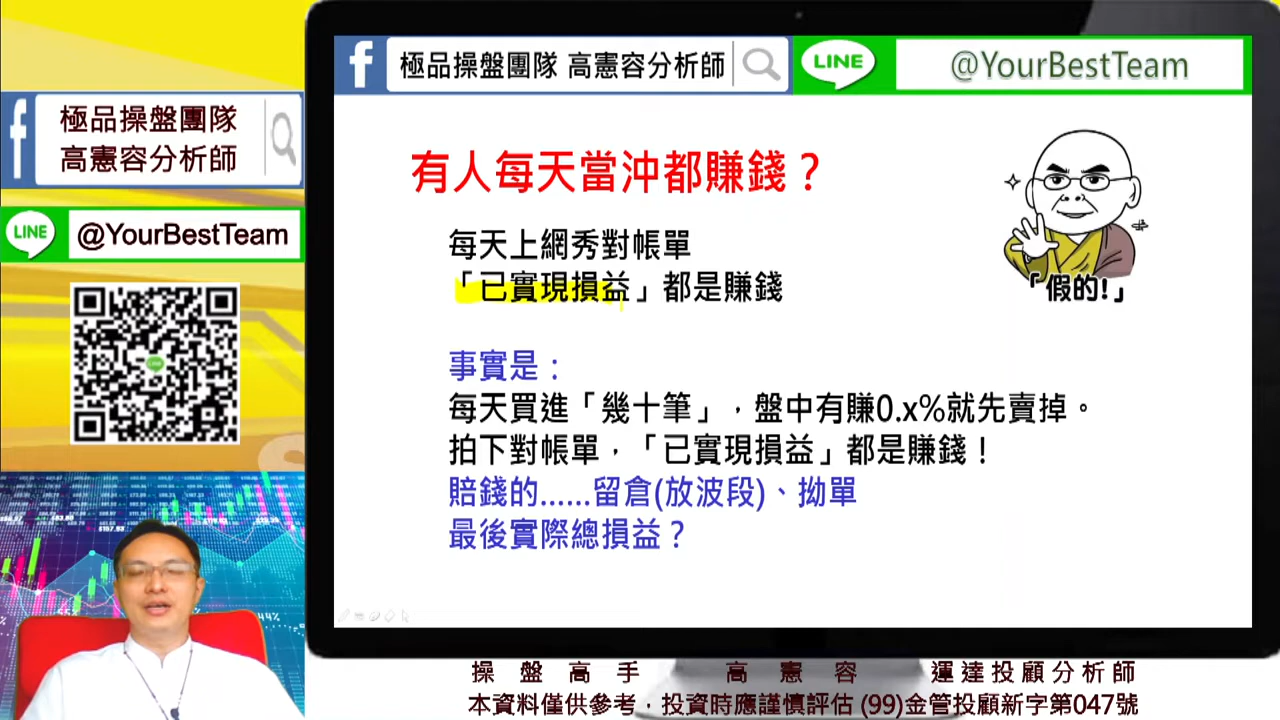 極品操盤團隊
高憲容分析師
LINE
@YourBestTeam
極品操盤團隊 高憲容分析師
LINE
@YourBestTeam
有人每天當沖都賺錢？
每天上網秀對帳單
「已實現損益」都是賺錢
「假的!」
事實是：
每天買進「幾十筆」，盤中有賺0.x%就先賣掉。
拍下對帳單，「已實現損益」都是賺錢！
賠錢的......留倉(放波段)、拗單
最後實際總損益？
操盤高手 高憲容 運達投顧分析師
本資料僅供參考，投資時應謹慎評估 (99)金管投顧新字第047號